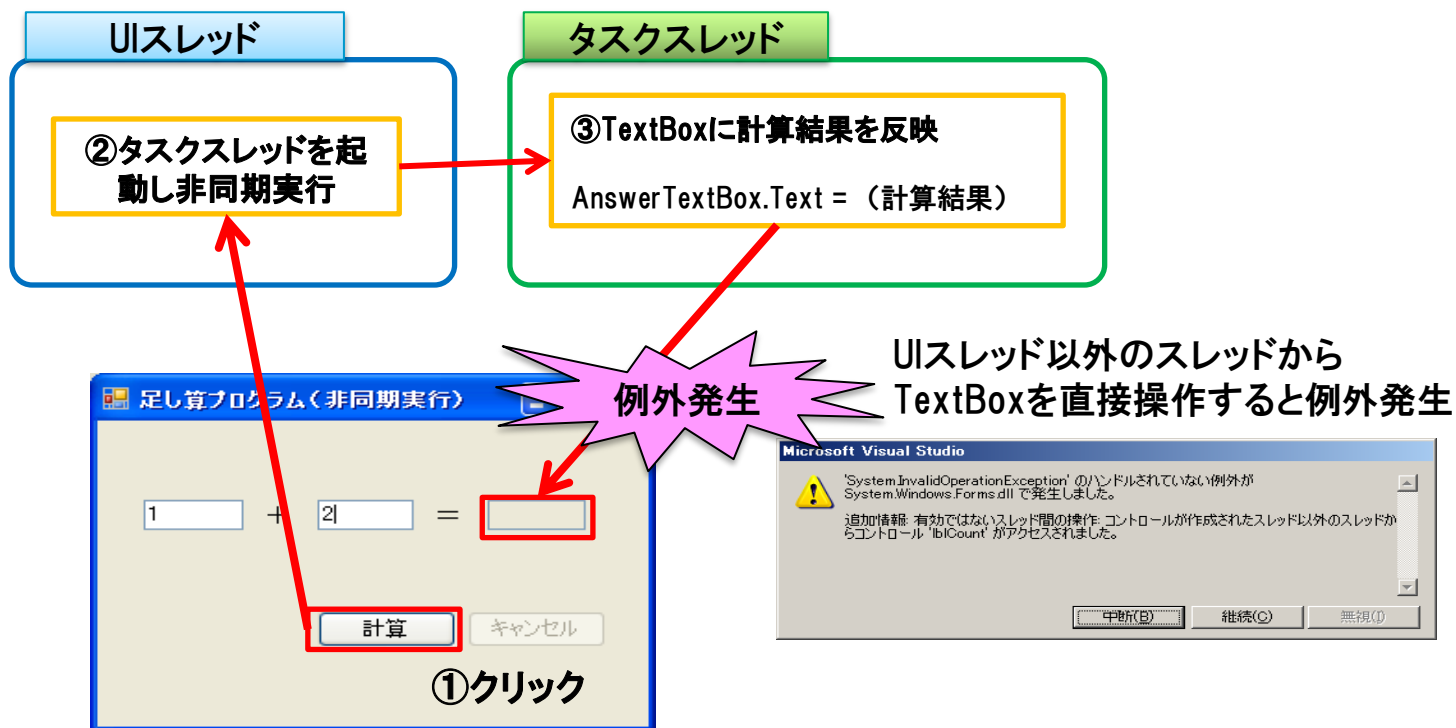 UIスレッド
タスクスレッド
②タスクスレッドを起
動し非同期実行
③TextBoxに計算結果を反映
AnswerTextBox.Text = （計算結果）
例外発生
UIスレッド以外のスレッドから
TextBoxを直接操作すると例外発生
足し算プログラム(非同期実行)
1 + 2 =
計算
キャンセル
①クリック
Microsoft Visual Studio
'System.InvalidOperationException' のハンドルされていない例外が
System.Windows.Forms.dll で発生しました。
追加情報: 有効ではないスレッド間の操作: コントロールが作成されたスレッド以外のスレッドか
らコントロール 'lblCount' がアクセスされました。
中断(B)
継続(C)
無視(I)